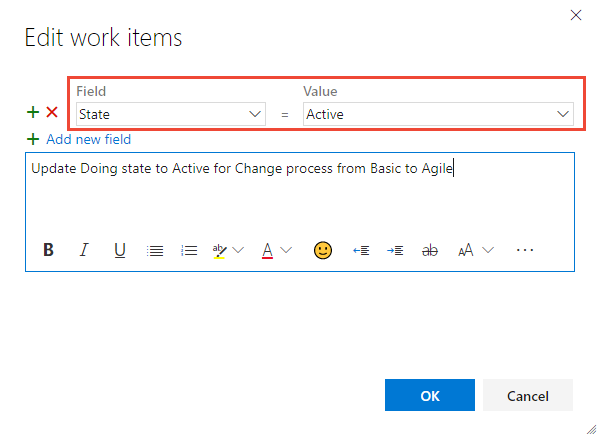 Edit work items
Field Value
State = Active
Add new field
Update Doing state to Active for Change process from Basic to Agile
B I U ab A ab AA ...
OK Cancel